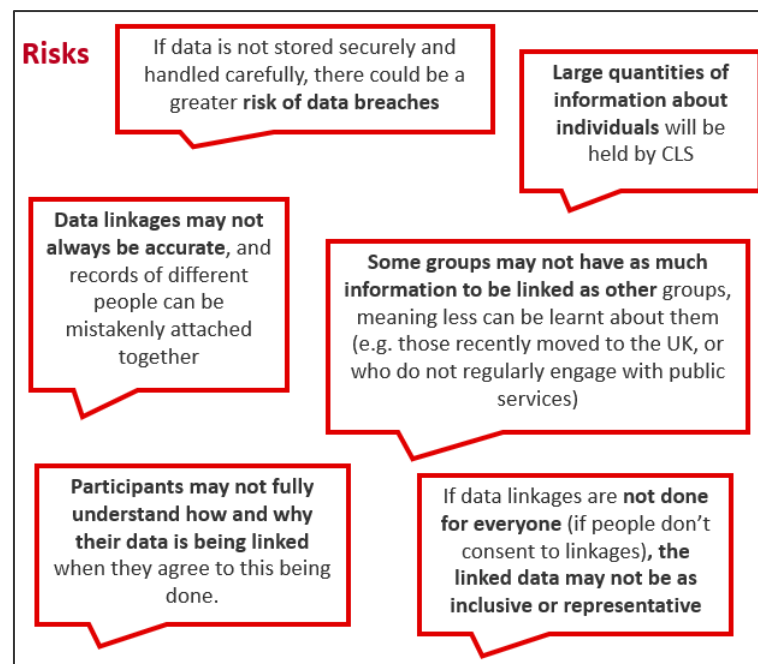 Risks
If data is not stored securely and
handled carefully, there could be a
greater risk of data breaches
Large quantities of
information about
individuals will be
held by CLS
Data linkages may not
always be accurate, and
records of different
people can be
mistakenly attached
together
Some groups may not have as much
information to be linked as other groups,
meaning less can be learnt about them
(e.g. those recently moved to the UK, or
who do not regularly engage with public
services)
Participants may not fully
understand how and why
their data is being linked
when they agree to this being
done.
If data linkages are not done
for everyone (if people don’t
consent to linkages), the
linked data may not be as
inclusive or representative